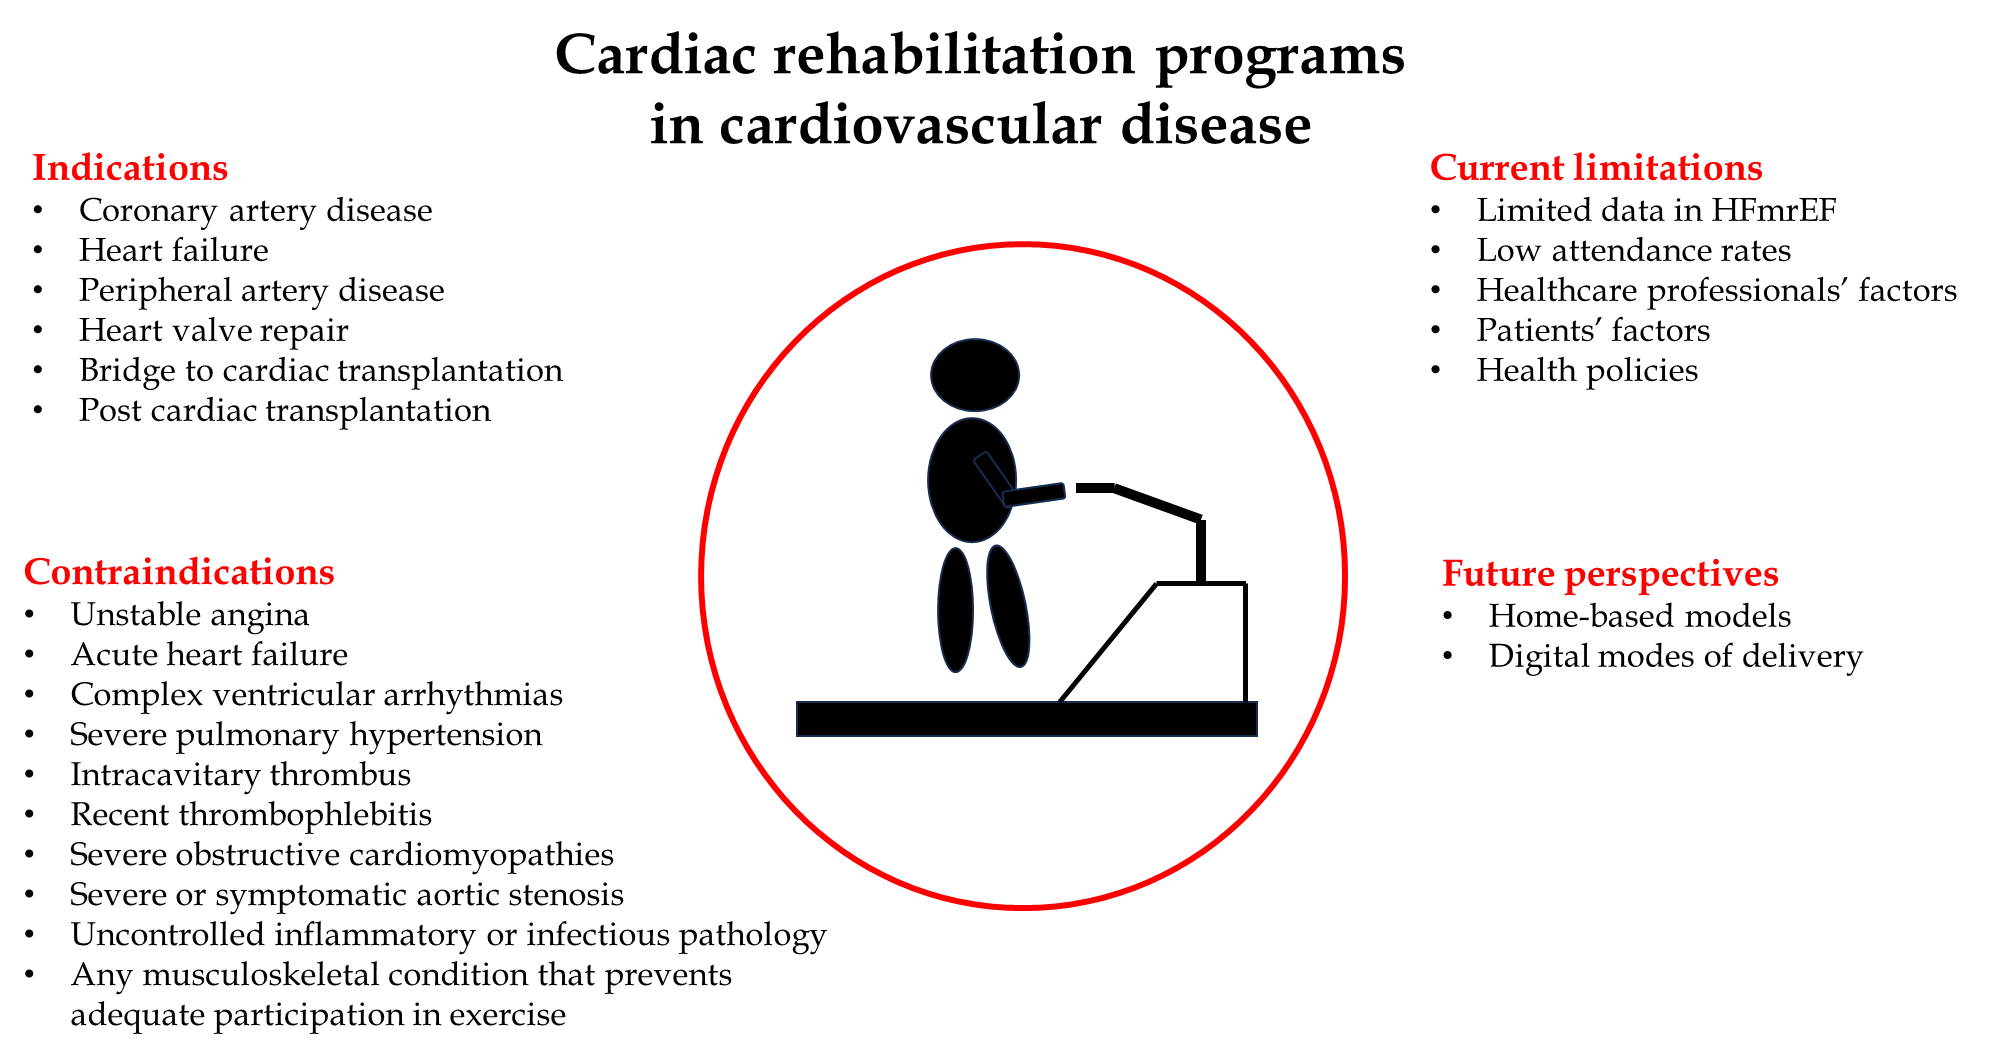 Cardiac rehabilitation programs
in cardiovascular disease
Indications
• Coronary artery disease
• Heart failure
• Peripheral artery disease
• Heart valve repair
• Bridge to cardiac transplantation
• Post cardiac transplantation
Contraindications
• Unstable angina
• Acute heart failure
• Complex ventricular arrhythmias
• Severe pulmonary hypertension
• Intracavitary thrombus
• Recent thrombophlebitis
• Severe obstructive cardiomyopathies
• Severe or symptomatic aortic stenosis
• Uncontrolled inflammatory or infectious pathology
• Any musculoskeletal condition that prevents
adequate participation in exercise
Current limitations
• Limited data in HFmrEF
• Low attendance rates
• Healthcare professionals’ factors
• Patients’ factors
• Health policies
Future perspectives
• Home-based models
• Digital modes of delivery